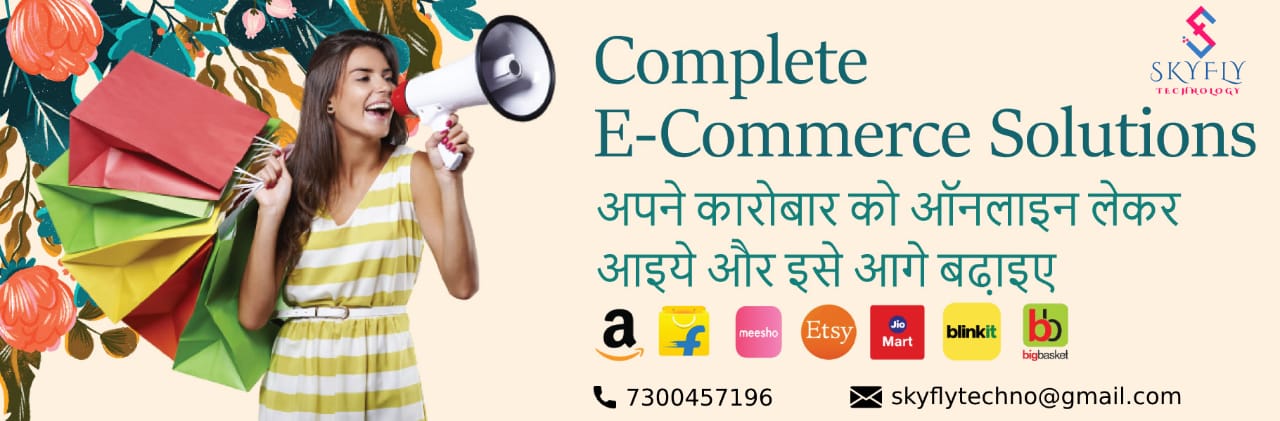 Complete
SKYFLY
TECHNOLOGY
E-Commerce Solutions
अपने कारोबार को ऑनलाइन लेकर
आइये और इसे आगे बढ़ाइए
a
meesho
Etsy
Jio
Mart
blinkit
bb
bigbasket
7300457196
skyflytechno@gmail.com